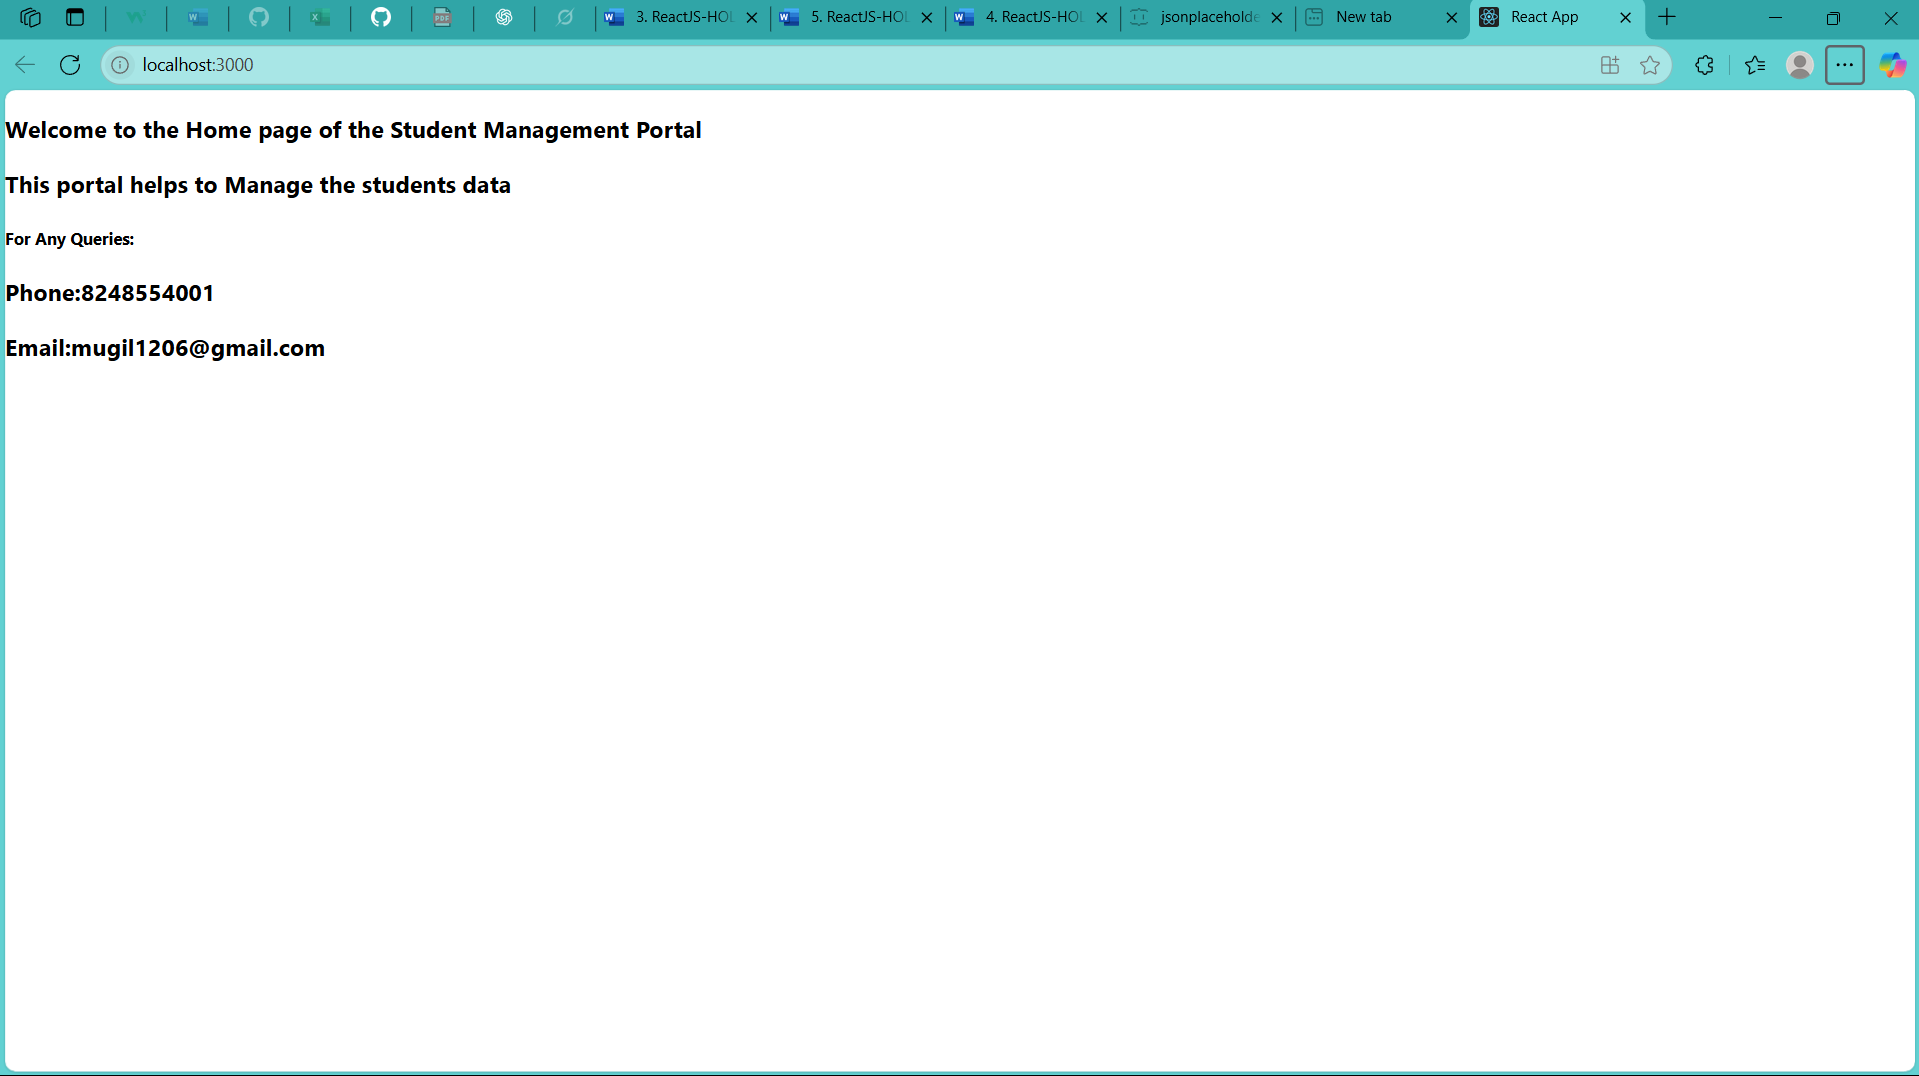 3. ReactJS-HOL
5. ReactJS-HOL
4. ReactJS-HOL
jsonplaceholde
New tab
React App
localhost:3000
Welcome to the Home page of the Student Management Portal
This portal helps to Manage the students data
For Any Queries:
Phone:8248554001
Email:mugil1206@gmail.com